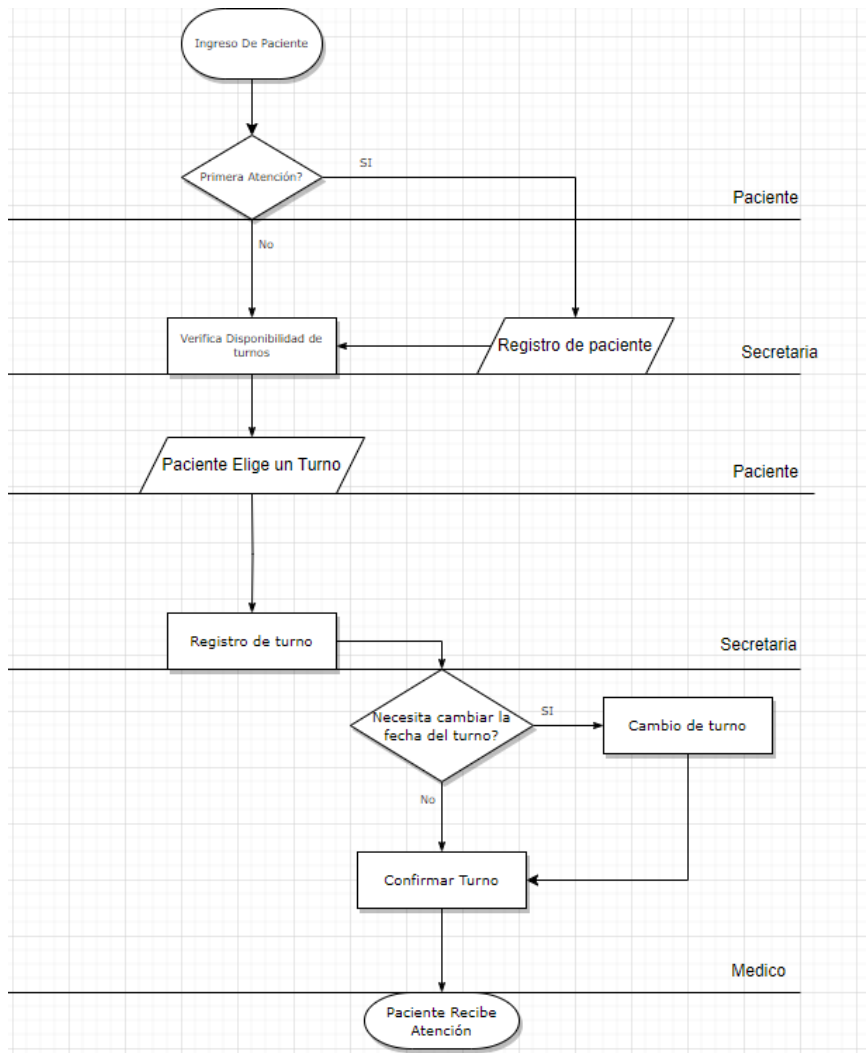 Ingreso De Paciente
Primera Atención?
SI
Paciente
No
Verifica Disponibilidad de
turnos
Registro de paciente
Secretaria
Paciente Elige un Turno
Paciente
Registro de turno
Secretaria
Necesita cambiar la
fecha del turno?
SI
Cambio de turno
No
Confirmar Turno
Medico
Paciente Recibe
Atención